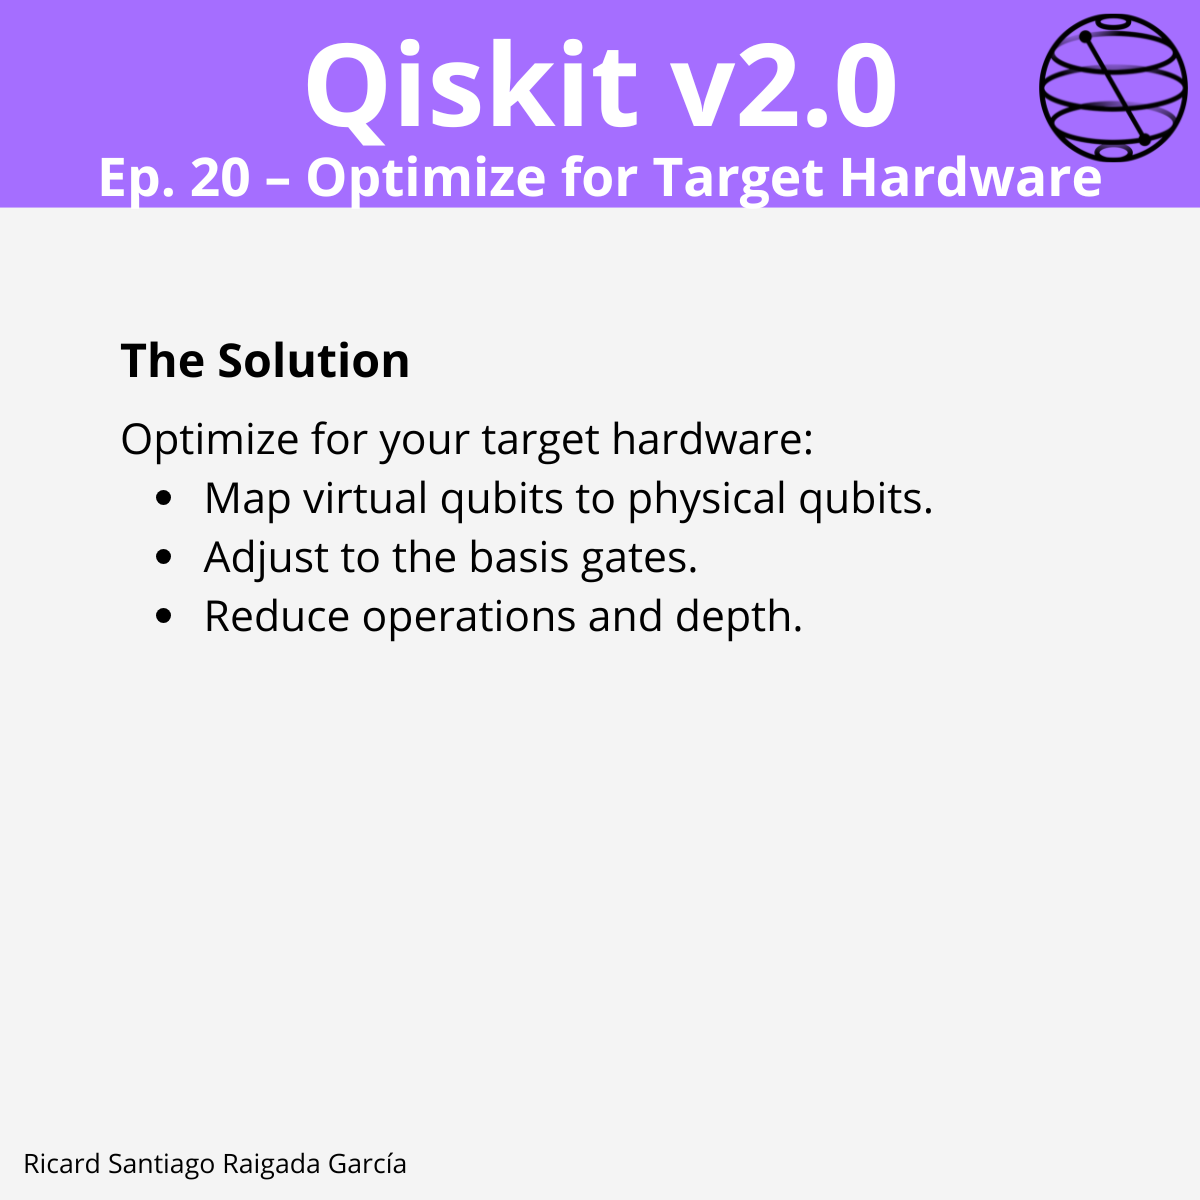 Qiskit v2.0
Ep. 20 – Optimize for Target Hardware
The Solution
Optimize for your target hardware:
• Map virtual qubits to physical qubits.
• Adjust to the basis gates.
• Reduce operations and depth.
Ricard Santiago Raigada García